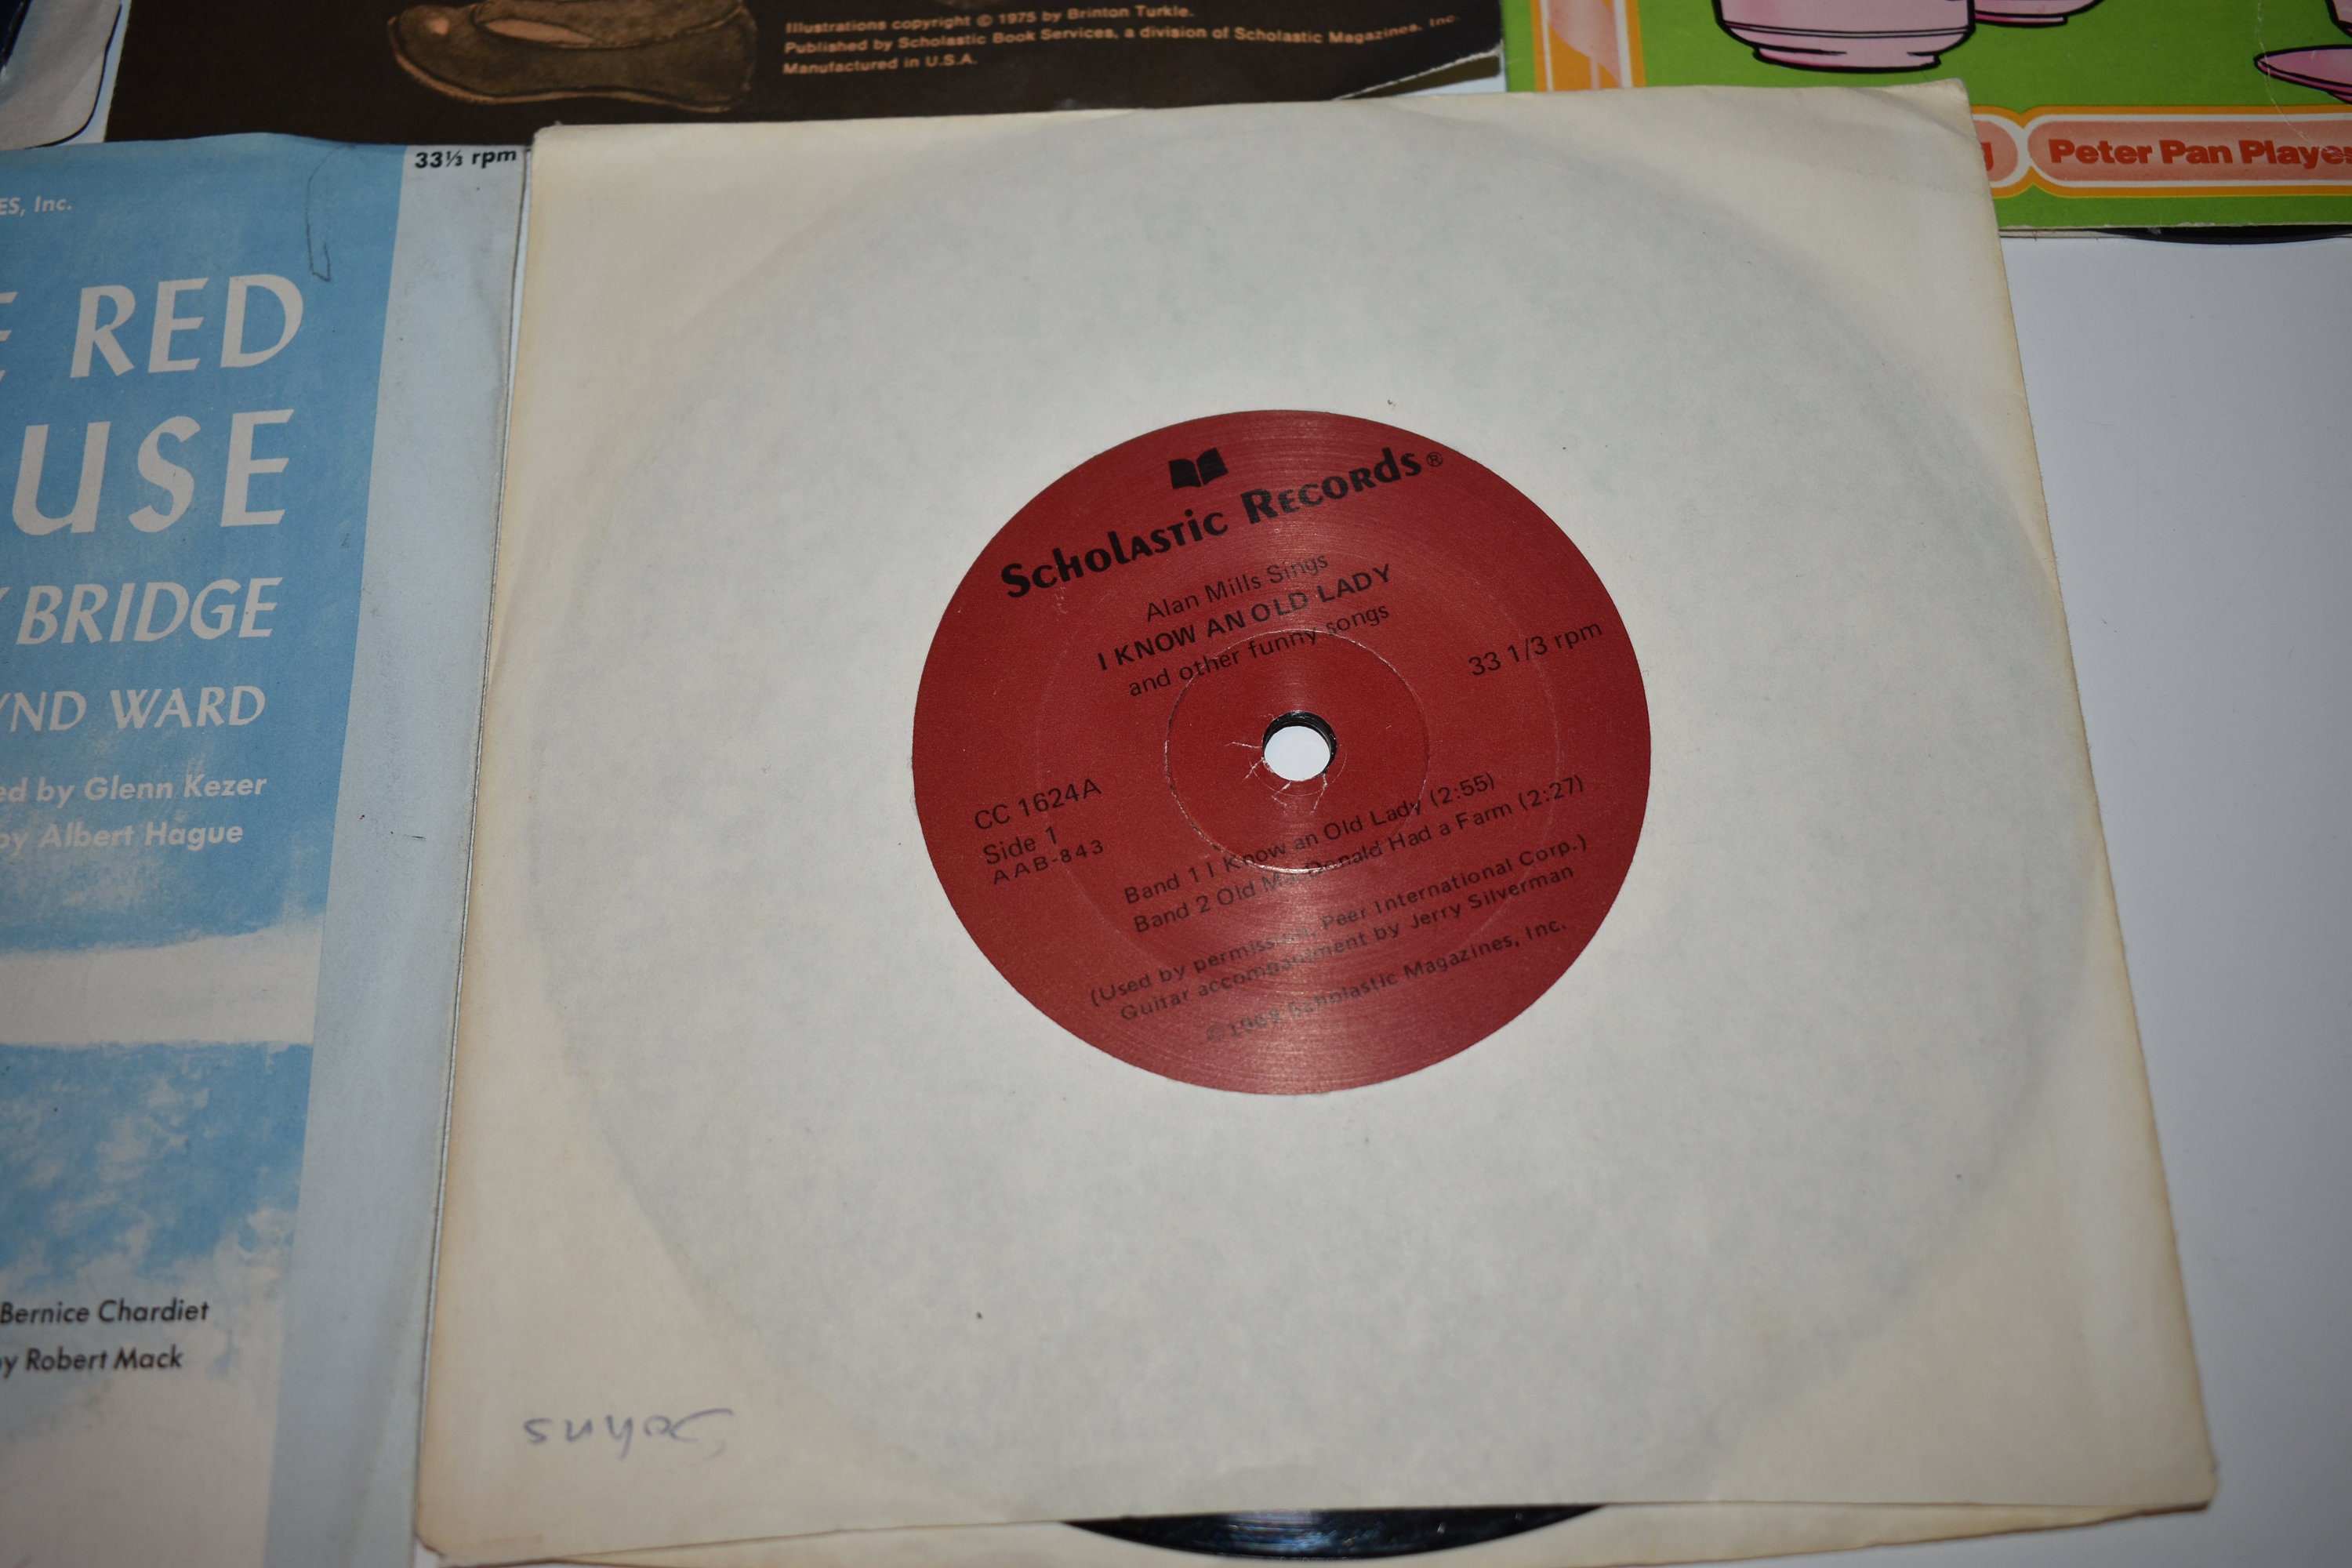 Illustrations copyright © 1975 by Brinton Turkle.
Published by Scholastic Book Services, a division of Scholastic Magazines, Inc.
Manufactured in U.S.A.
Peter Pan Player
33⅓ rpm
ES, Inc.
E RED
USE
Y BRIDGE
YND WARD
ed by Glenn Kezer
by Albert Hague
Bernice Chardiet
by Robert Mack
Scholastic Records®
Alan Mills Sings
I KNOW AN OLD LADY
and other funny songs
33 1/3 rpm
CC 1624A
Side 1
AAB-843
Band 1 I Know an Old Lady (2:55)
Band 2 Old MacDonald Had a Farm (2:27)
(Used by permission, Peer International Corp.)
Guitar accompaniment by Jerry Silverman
Scholastic Magazines, Inc.